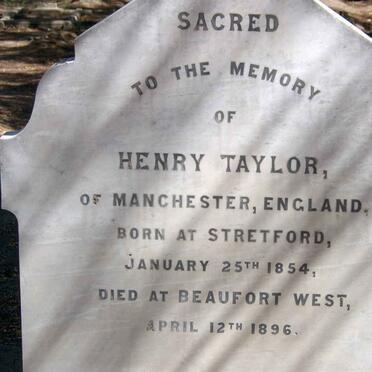 SACRED
TO THE MEMORY
OF
HENRY TAYLOR,
OF MANCHESTER, ENGLAND,
BORN AT STRETFORD,
JANUARY 25TH 1854,
DIED AT BEAUFORT WEST,
APRIL 12TH 1896.